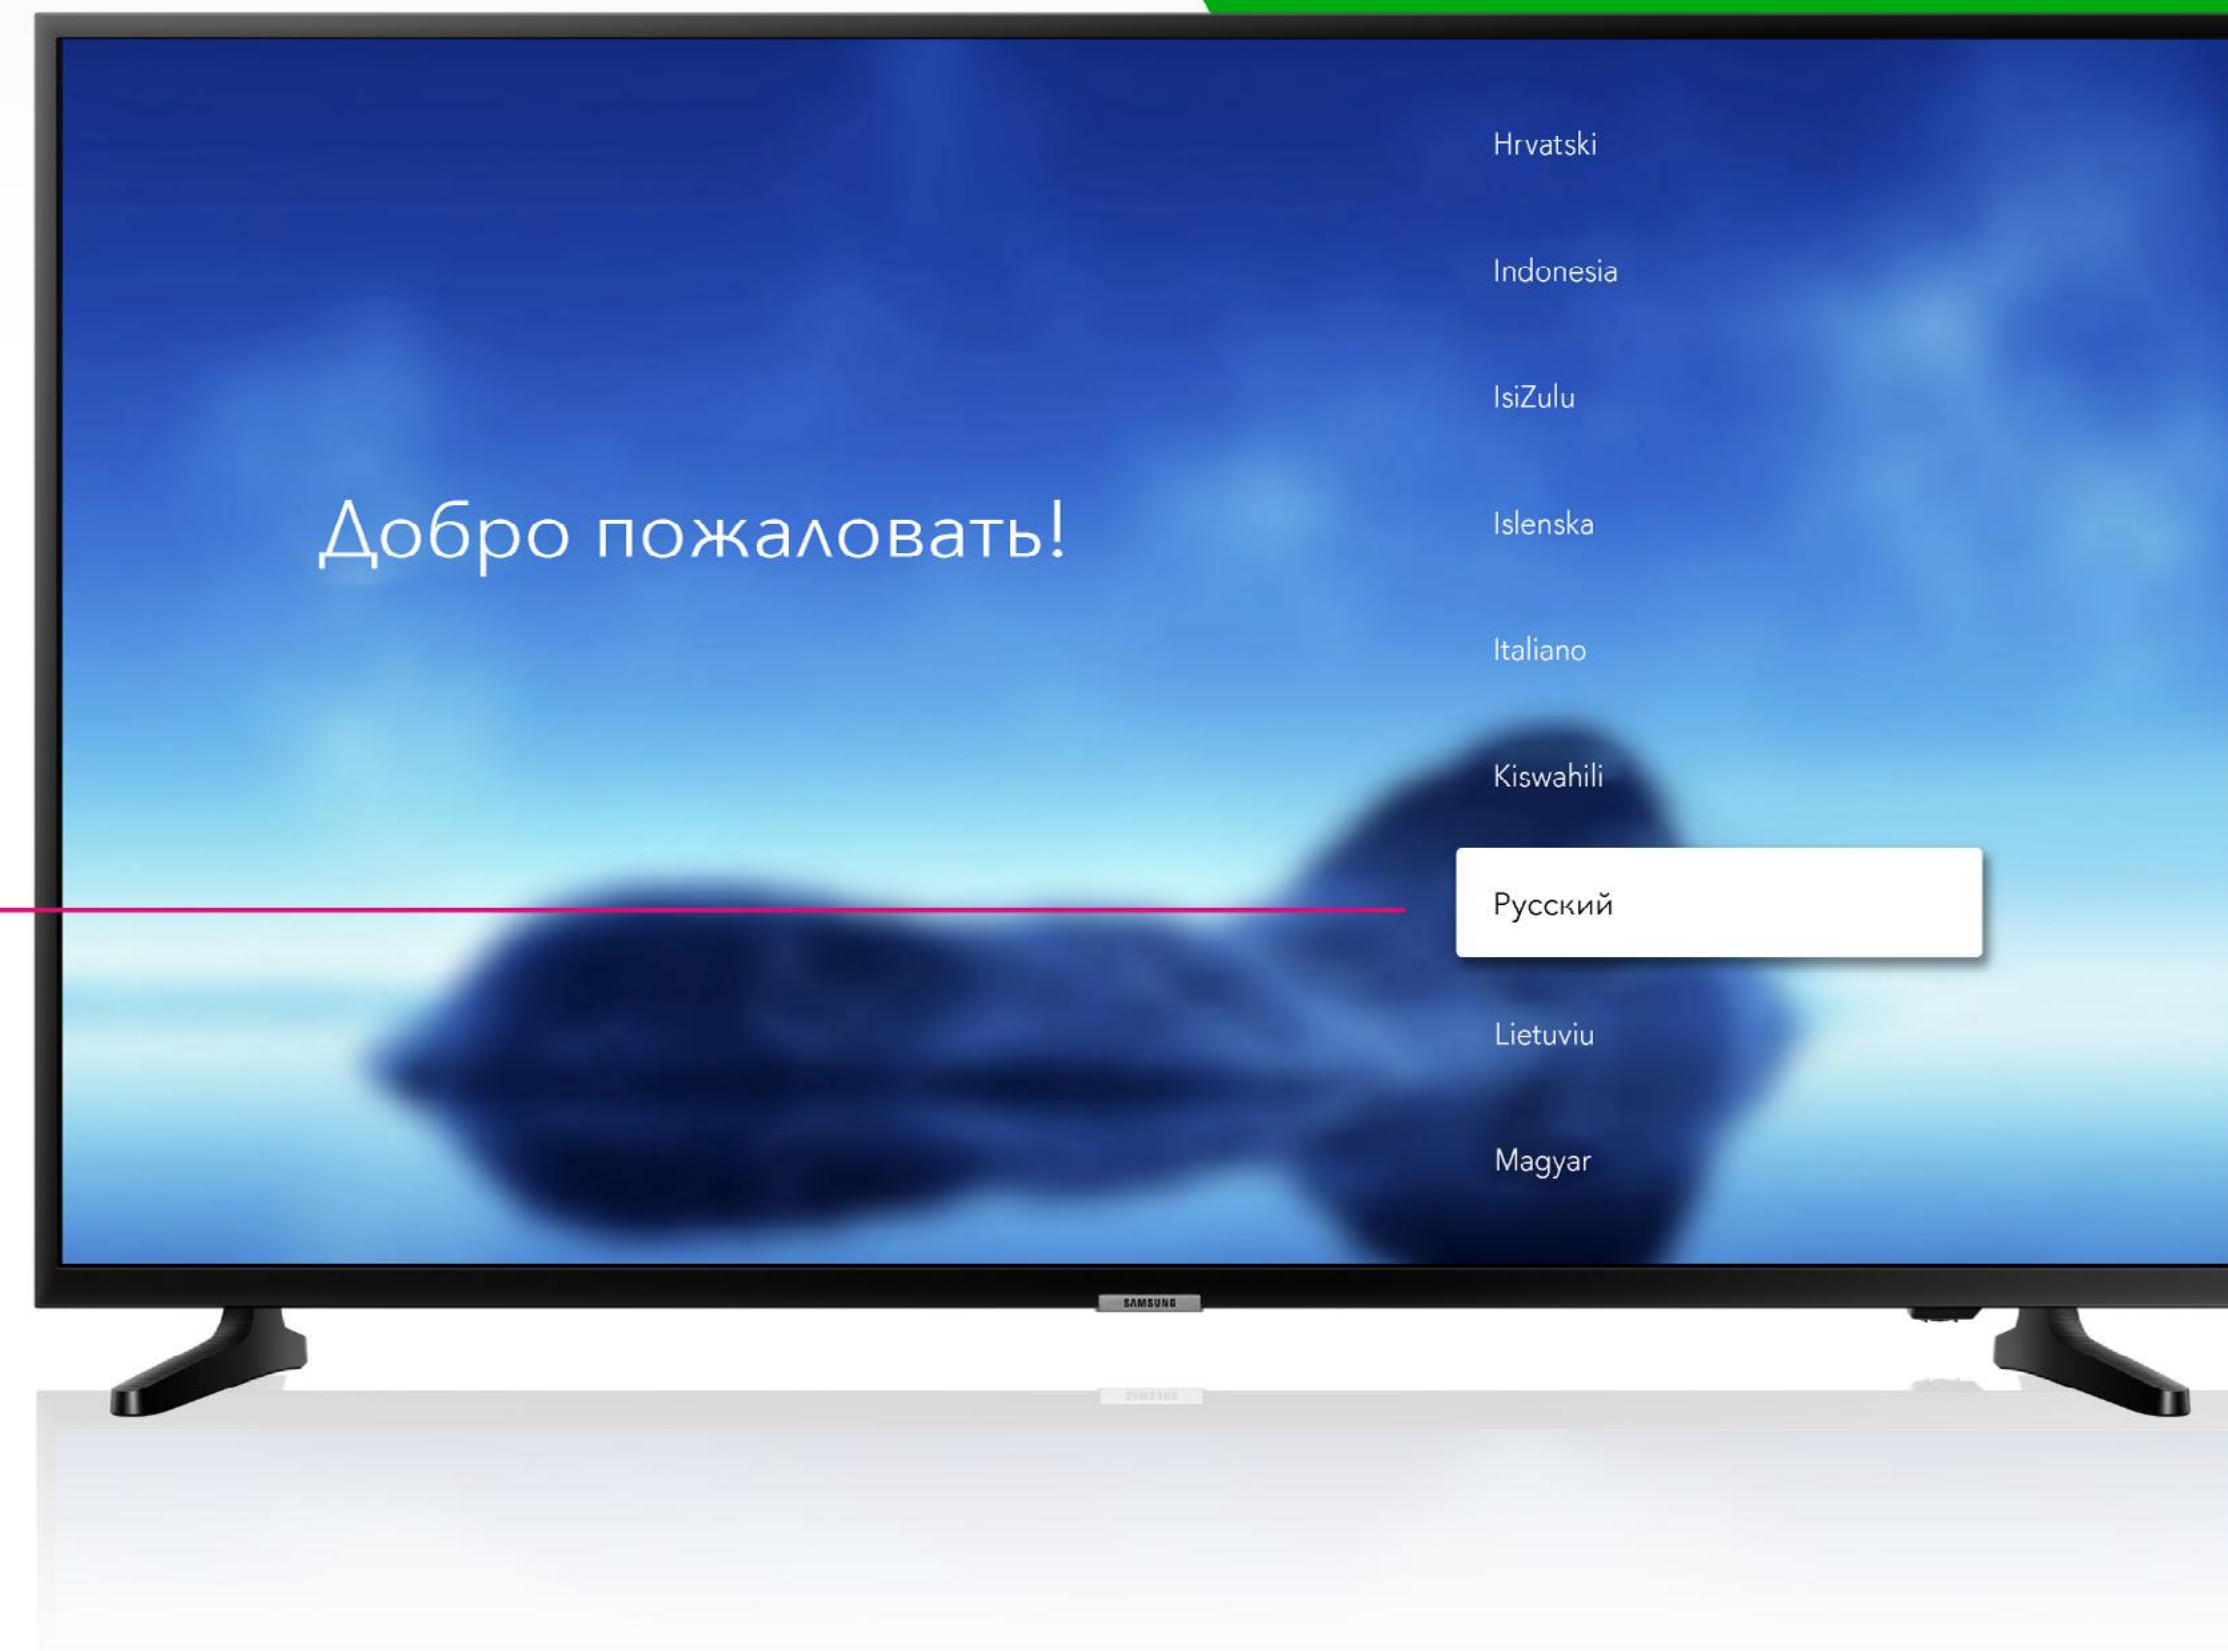 Hrvatski
Indonesia
IsiZulu
Добро пожаловать!
Islenska
Italiano
Kiswahili
Русский
Lietuviu
Magyar
SAMSUNG